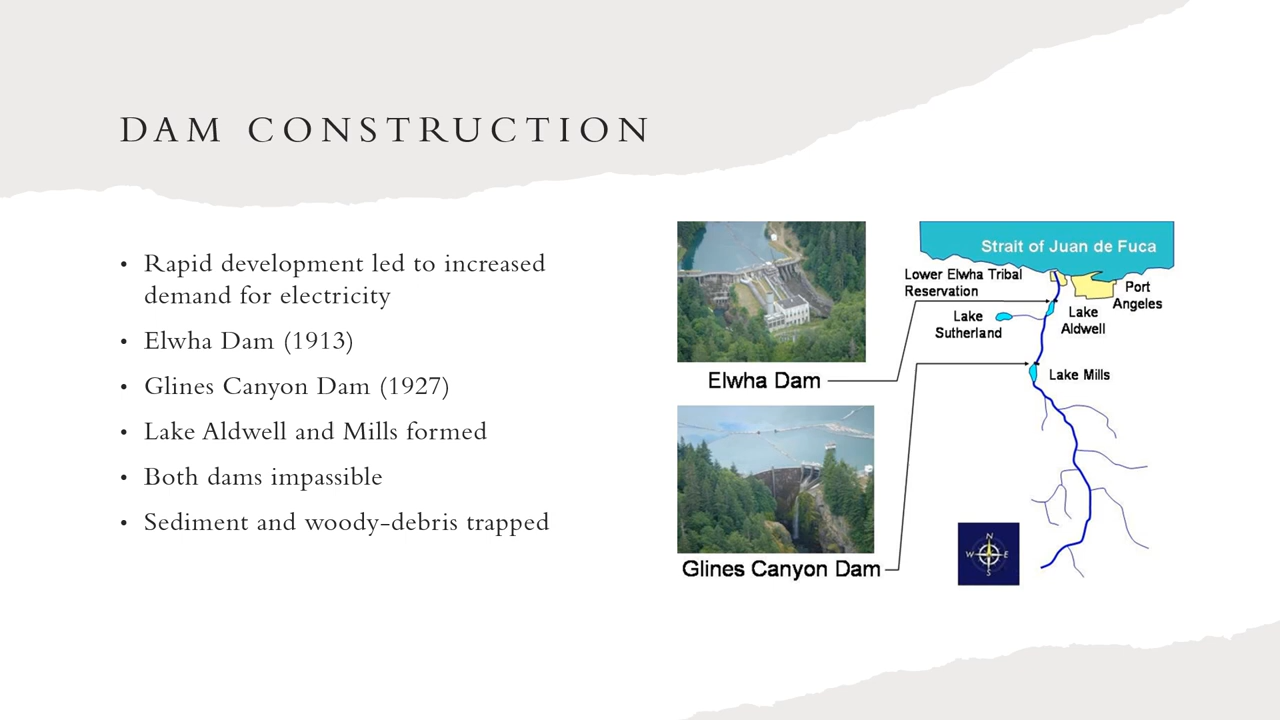 DAM CONSTRUCTION
• Rapid development led to increased
demand for electricity
• Elwha Dam (1913)
• Glines Canyon Dam (1927)
• Lake Aldwell and Mills formed
• Both dams impassible
• Sediment and woody-debris trapped
Elwha Dam
Glines Canyon Dam
Strait of Juan de Fuca
Lower Elwha Tribal
Reservation
Port
Angeles
Lake
Sutherland
Lake
Aldwell
Lake Mills
N
W E
S